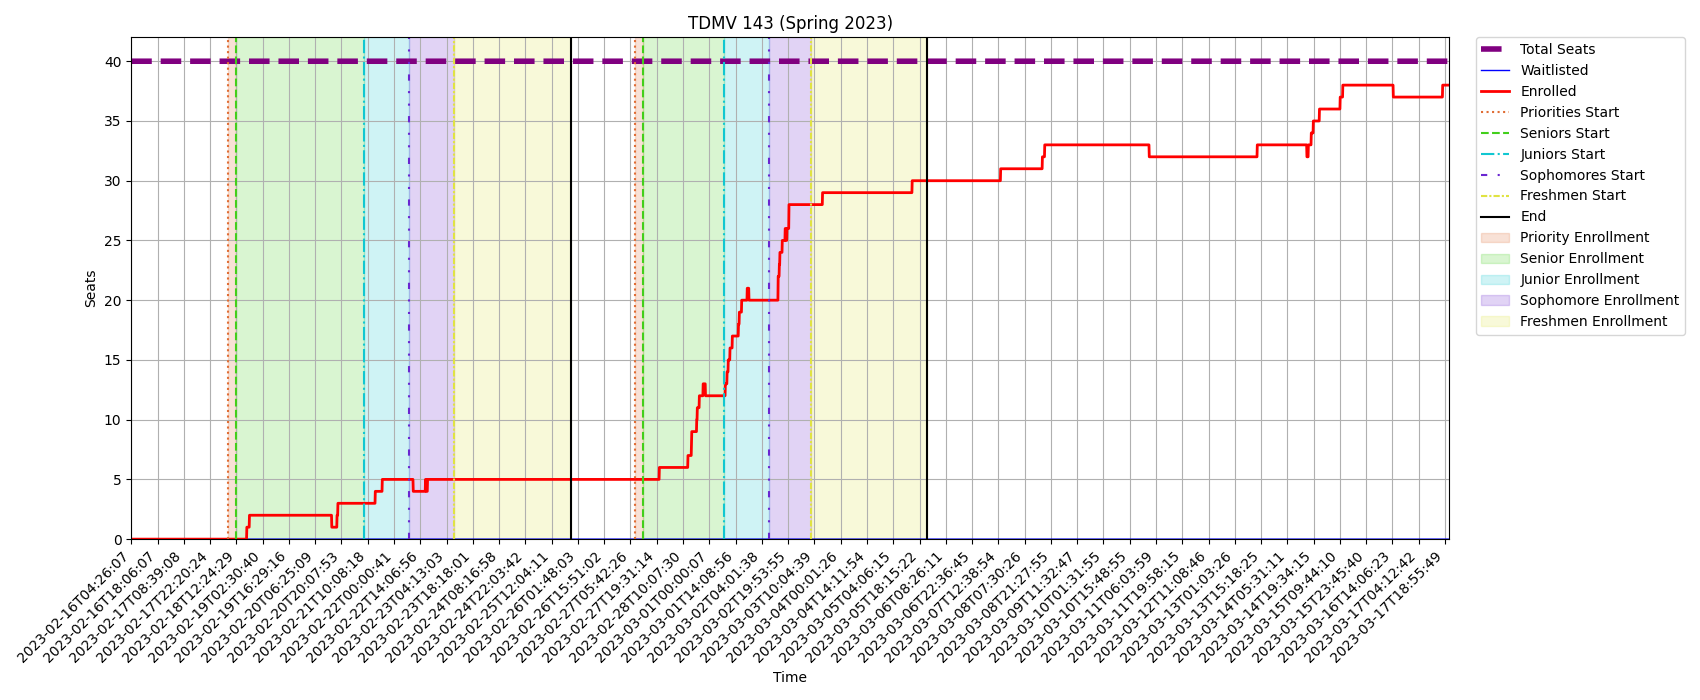 TDMV 143 (Spring 2023)
Seats
40
35
30
25
20
15
10
5
0
2023-02-16T04:26:07
2023-02-16T18:06:07
2023-02-17T08:39:08
2023-02-17T22:20:24
2023-02-18T12:24:29
2023-02-19T02:30:40
2023-02-19T16:29:16
2023-02-20T06:25:09
2023-02-20T20:07:53
2023-02-21T10:08:18
2023-02-22T00:00:41
2023-02-22T14:06:56
2023-02-23T04:13:03
2023-02-23T18:18:01
2023-02-24T08:16:58
2023-02-24T22:03:42
2023-02-25T12:04:11
2023-02-26T01:48:03
2023-02-26T15:51:02
2023-02-27T05:42:26
2023-02-27T19:31:14
2023-02-28T10:07:30
2023-03-01T00:00:07
2023-03-01T14:08:56
2023-03-02T04:01:38
2023-03-02T19:53:55
2023-03-03T10:04:39
2023-03-04T00:01:26
2023-03-04T14:11:54
2023-03-05T04:06:15
2023-03-05T18:15:22
2023-03-06T08:26:11
2023-03-06T22:36:45
2023-03-07T12:38:54
2023-03-08T07:30:26
2023-03-08T21:27:55
2023-03-09T11:32:47
2023-03-10T01:31:55
2023-03-10T15:48:55
2023-03-11T06:03:59
2023-03-11T19:58:15
2023-03-12T11:08:46
2023-03-13T01:03:26
2023-03-13T15:18:25
2023-03-14T05:31:11
2023-03-14T19:34:15
2023-03-15T09:44:10
2023-03-15T23:45:40
2023-03-16T14:06:23
2023-03-17T04:12:42
2023-03-17T18:55:49
Time
Total Seats
Waitlisted
Enrolled
Priorities Start
Seniors Start
Juniors Start
Sophomores Start
Freshmen Start
End
Priority Enrollment
Senior Enrollment
Junior Enrollment
Sophomore Enrollment
Freshmen Enrollment